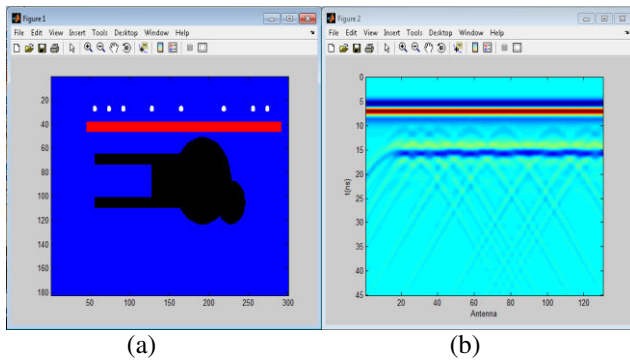 Figure 1
File Edit View Insert Tools Desktop Window Help
20
40
60
80
100
120
140
160
180
50 100 150 200 250 300
(a)
Figure 2
File Edit View Insert Tools Desktop Window Help
0
5
10
15
20
25
30
35
40
45
t(ns)
20 40 60 80 100 120
Antenna
(b)